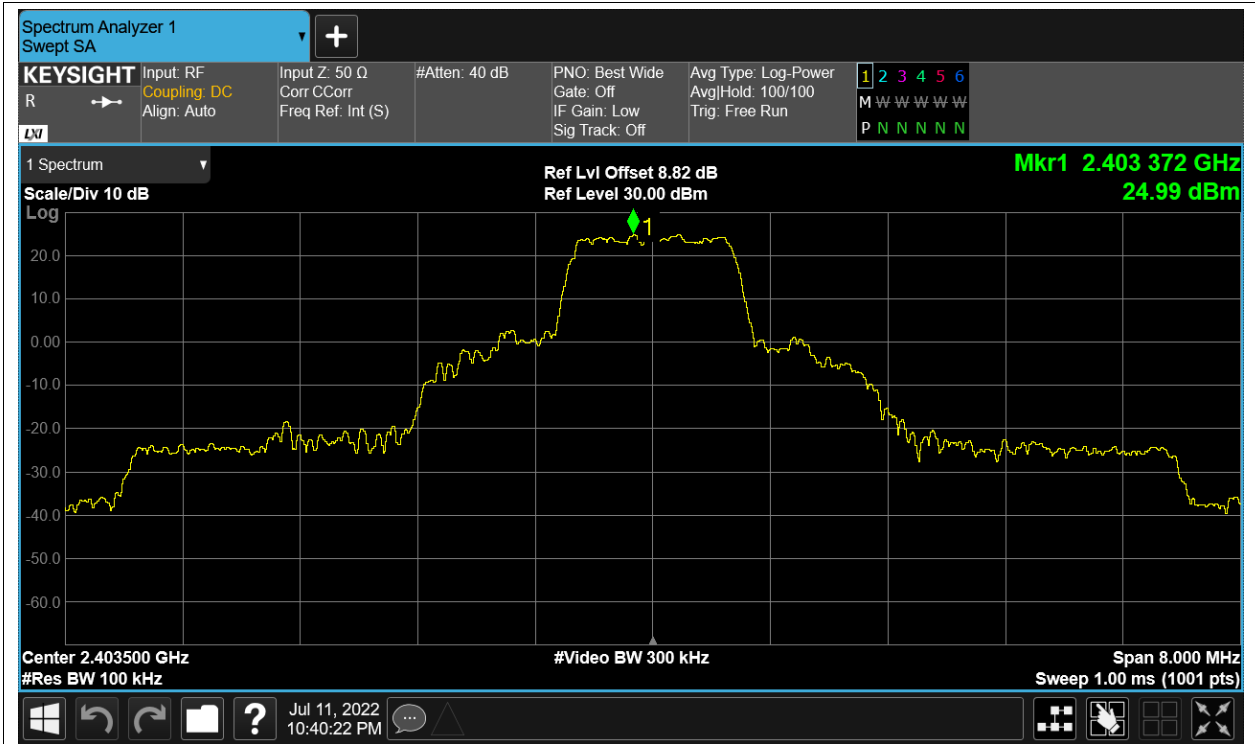 Spectrum Analyzer 1
Swept SA
KEYSIGHT
R
LXI
Input: RF
Coupling: DC
Align: Auto
Input Z: 50 Ω
Corr CCorr
Freq Ref: Int (S)
#Atten: 40 dB
PNO: Best Wide
Gate: Off
IF Gain: Low
Sig Track: Off
Avg Type: Log-Power
Avg|Hold: 100/100
Trig: Free Run
1 2 3 4 5 6
M W W W W W W
P N N N N N N
1 Spectrum
Scale/Div 10 dB
Log
Ref Lvl Offset 8.82 dB
Ref Level 30.00 dBm
Mkr1 2.403 372 GHz
24.99 dBm
1
20.0
10.0
0.00
-10.0
-20.0
-30.0
-40.0
-50.0
-60.0
Center 2.403500 GHz
#Res BW 100 kHz
#Video BW 300 kHz
Span 8.000 MHz
Sweep 1.00 ms (1001 pts)
?
Jul 11, 2022
10:40:22 PM